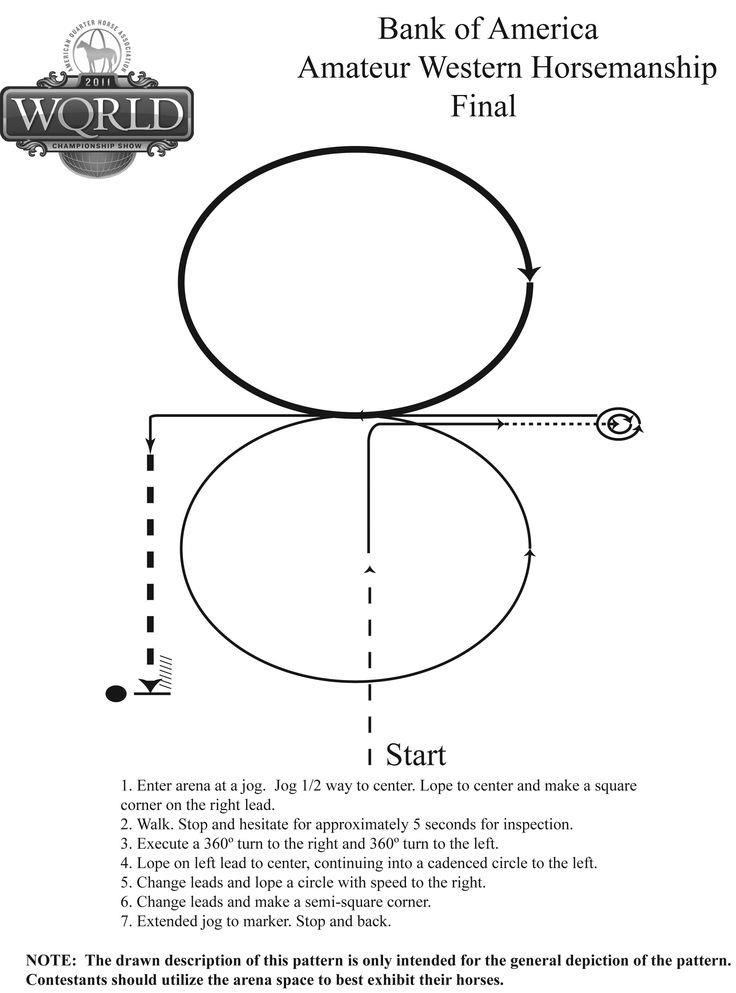 AMERICAN QUARTER HORSE ASSOCIATION
2011
WORLD
CHAMPIONSHIP SHOW
Bank of America
Amateur Western Horsemanship
Final
Start
1. Enter arena at a jog.  Jog 1/2 way to center. Lope to center and make a square
corner on the right lead.
2. Walk. Stop and hesitate for approximately 5 seconds for inspection.
3. Execute a 360º turn to the right and 360º turn to the left.
4. Lope on left lead to center, continuing into a cadenced circle to the left.
5. Change leads and lope a circle with speed to the right.
6. Change leads and make a semi-square corner.
7. Extended jog to marker. Stop and back.
NOTE:  The drawn description of this pattern is only intended for the general depiction of the pattern.
Contestants should utilize the arena space to best exhibit their horses.